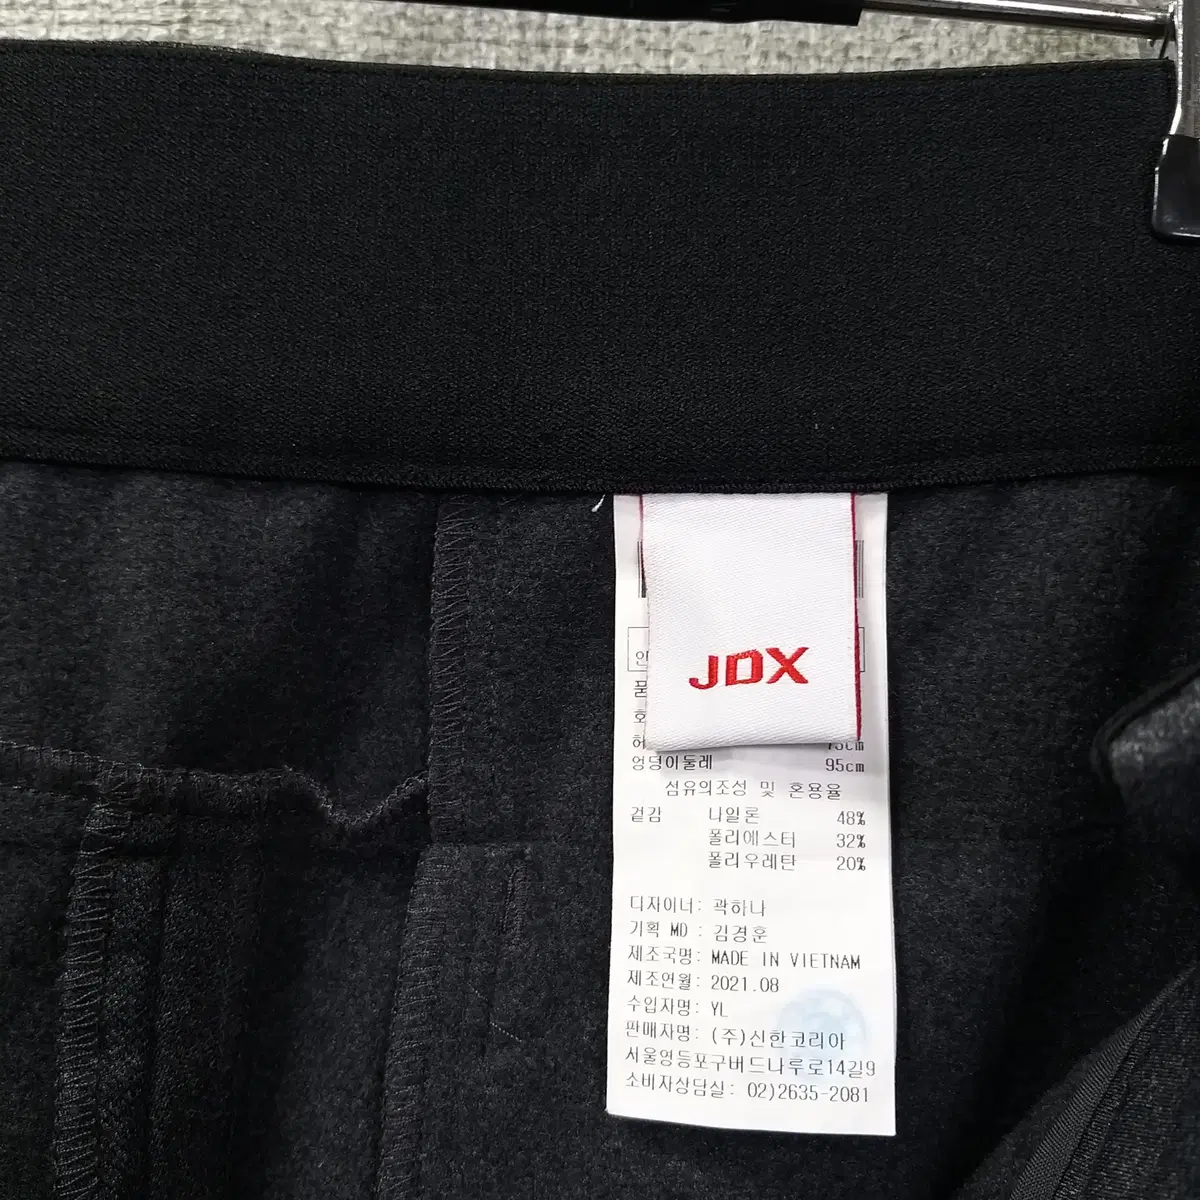 JDX
엉덩이둘레 95cm
섬유의조성 및 혼용율
겉감 나일론 48%
폴리에스터 32%
폴리우레탄 20%
디자이너: 곽하나
기획 MD : 김경훈
제조국명: MADE IN VIETNAM
제조연월: 2021.08
수입자명: YL
판매자명: (주)신한코리아
서울영등포구버드나루로14길9
소비자상담실: 02)2635-2081